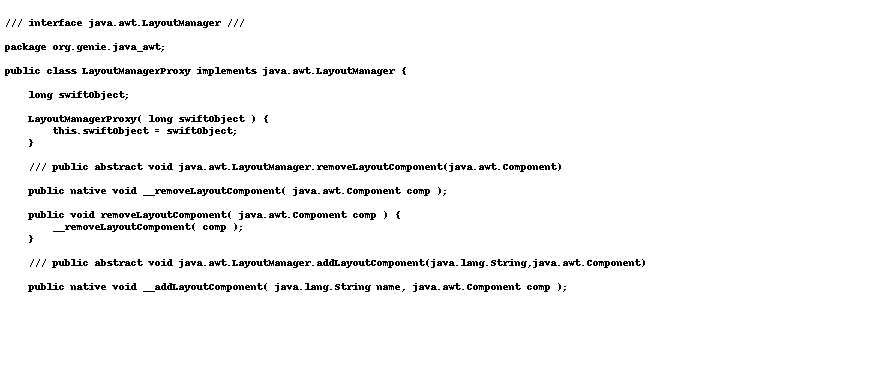 /// interface java.awt.LayoutManager ///
package org.genie.java_awt;
public class LayoutManagerProxy implements java.awt.LayoutManager {
long swiftObject;
LayoutManagerProxy( long swiftObject ) {
this.swiftObject = swiftObject;
}
/// public abstract void java.awt.LayoutManager.removeLayoutComponent(java.awt.Component)
public native void __removeLayoutComponent( java.awt.Component comp );
public void removeLayoutComponent( java.awt.Component comp ) {
__removeLayoutComponent( comp );
}
/// public abstract void java.awt.LayoutManager.addLayoutComponent(java.lang.String,java.awt.Component)
public native void __addLayoutComponent( java.lang.String name, java.awt.Component comp );